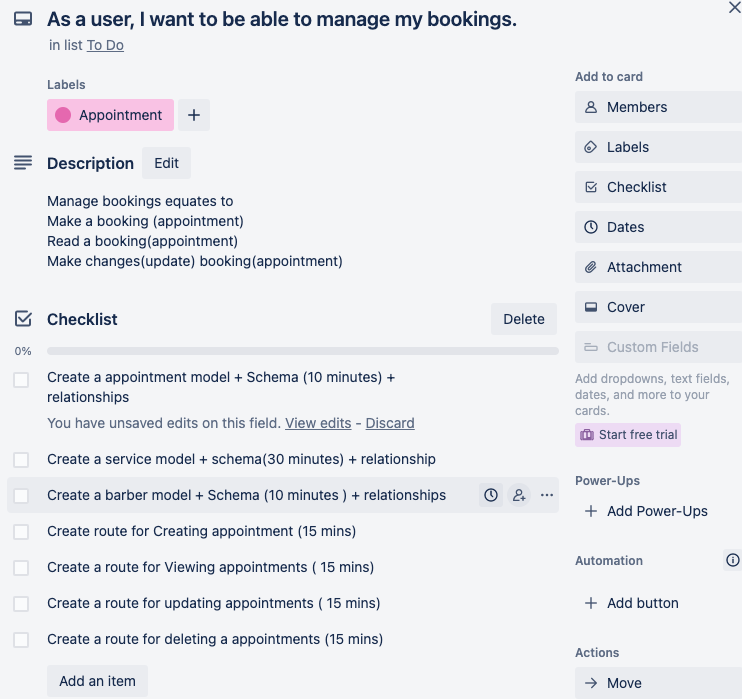 As a user, I want to be able to manage my bookings.
in list To Do
Labels
Appointment
Description
Edit
Manage bookings equates to
Make a booking (appointment)
Read a booking(appointment)
Make changes(update) booking(appointment)
Checklist
Delete
0%
Create a appointment model + Schema (10 minutes) +
relationships
You have unsaved edits on this field. View edits - Discard
Create a service model + schema(30 minutes) + relationship
Create a barber model + Schema (10 minutes ) + relationships
Create route for Creating appointment (15 mins)
Create a route for Viewing appointments ( 15 mins)
Create a route for updating appointments ( 15 mins)
Create a route for deleting a appointments (15 mins)
Add an item
Add to card
Members
Labels
Checklist
Dates
Attachment
Cover
Custom Fields
Add dropdowns, text fields,
dates, and more to your
cards.
Start free trial
Power-Ups
Add Power-Ups
Automation
Add button
Actions
Move